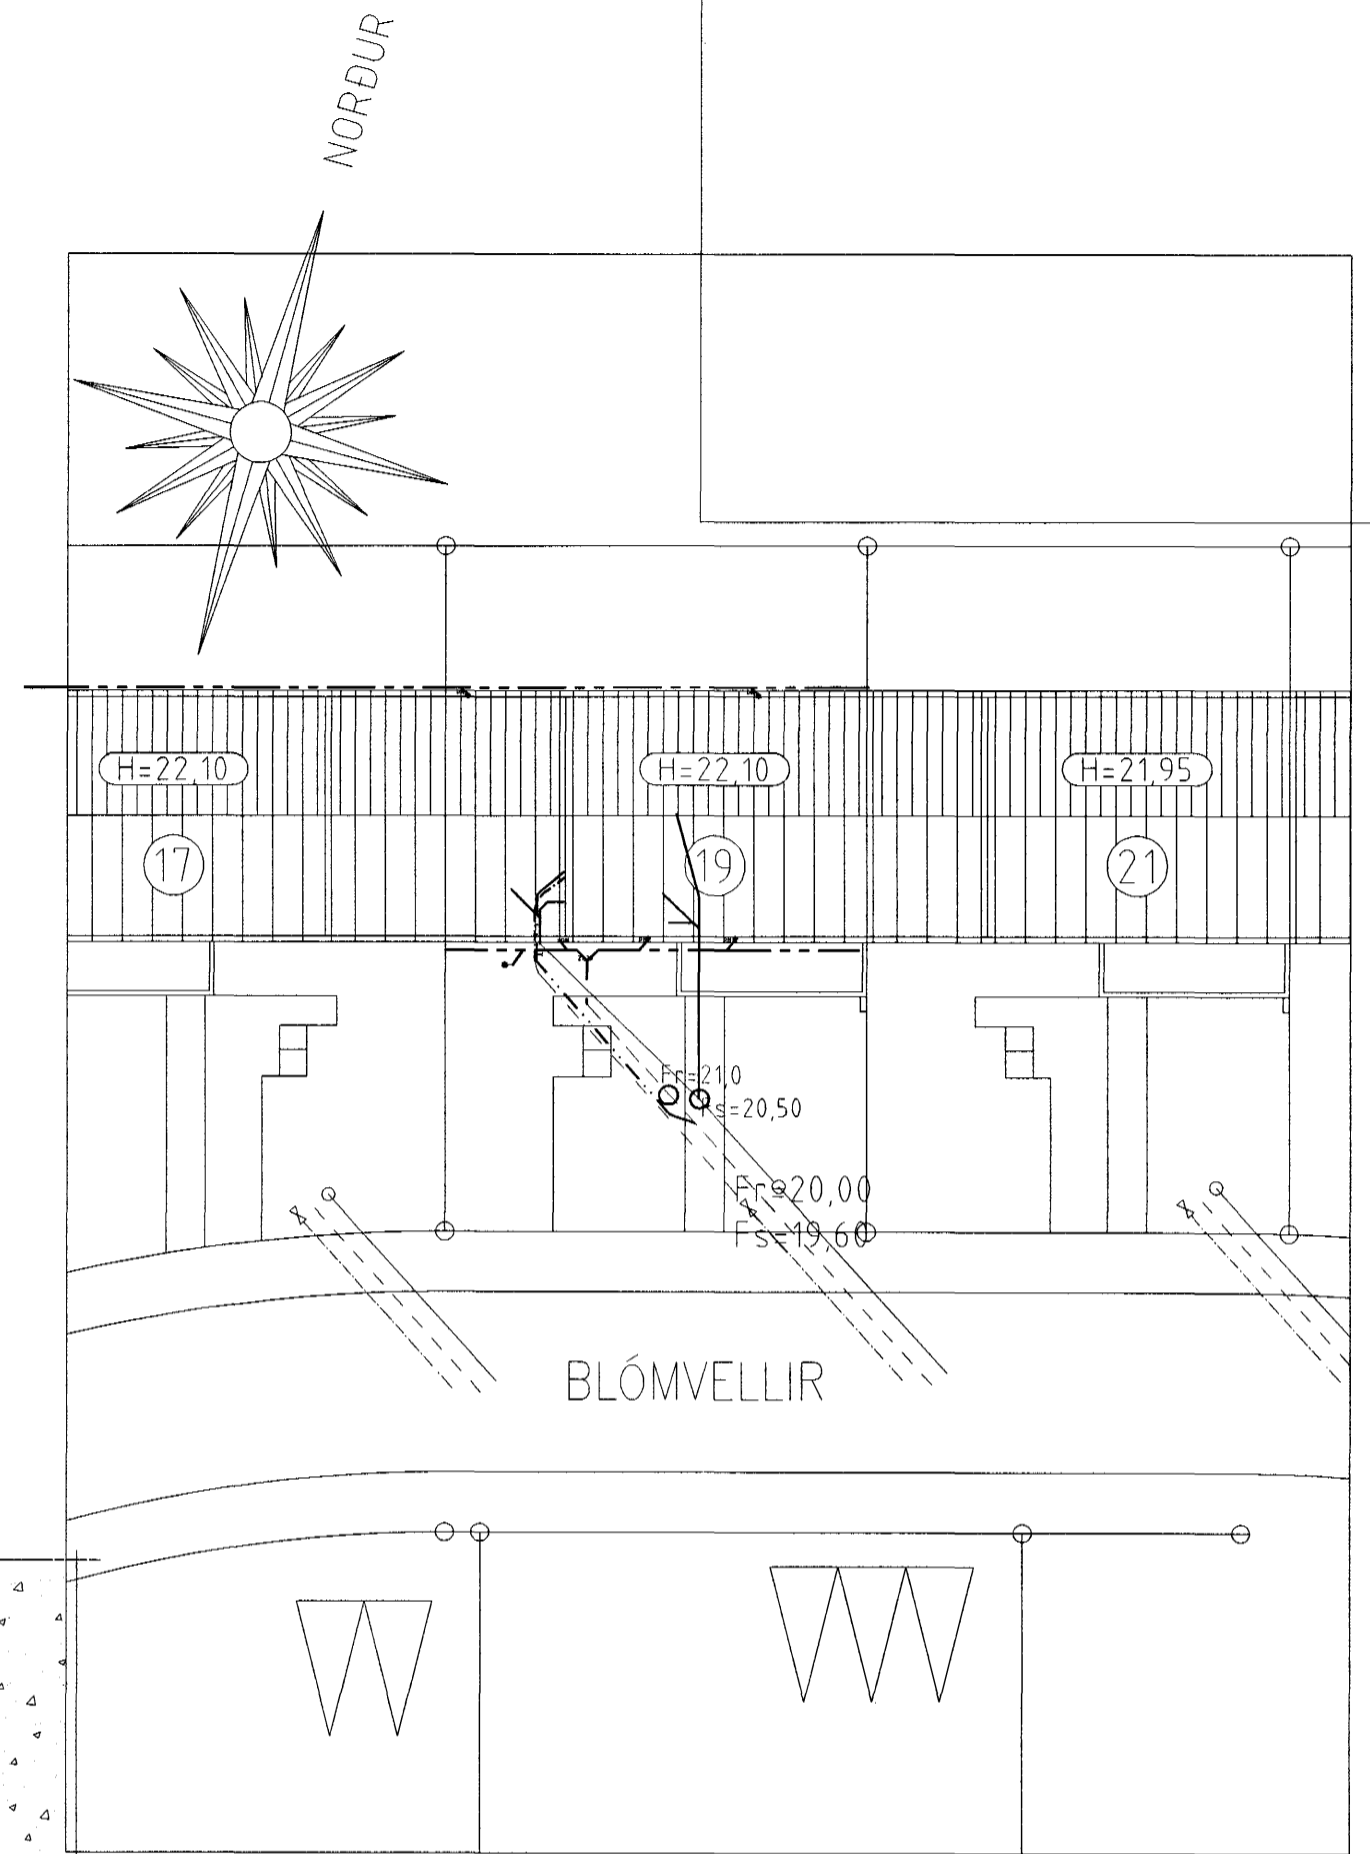 NORÐUR
H=22,10
H=22,10
H=21,95
17
19
21
Fr=21,0
Fs=20,50
Fr=20,00
Fs=19,60
BLÓMVELLIR